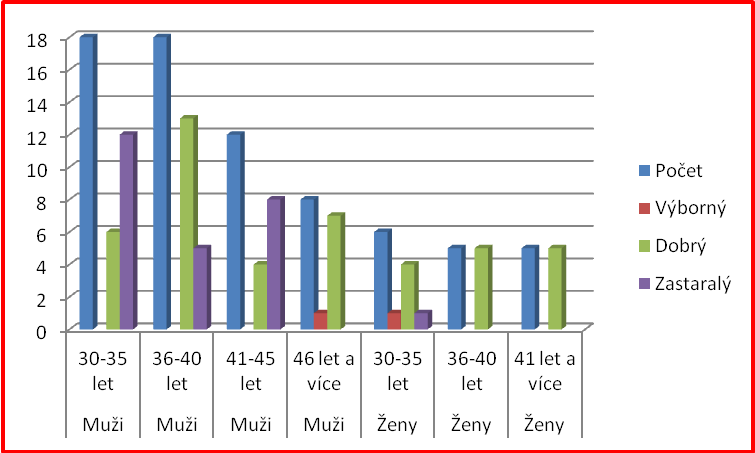 18
16
14
12
10
8
6
4
2
0
30-35 let
36-40 let
41-45 let
46 let a více
30-35 let
36-40 let
41 let a více
Muži
Muži
Muži
Muži
Ženy
Ženy
Ženy
Počet
Výborný
Dobrý
Zastaralý